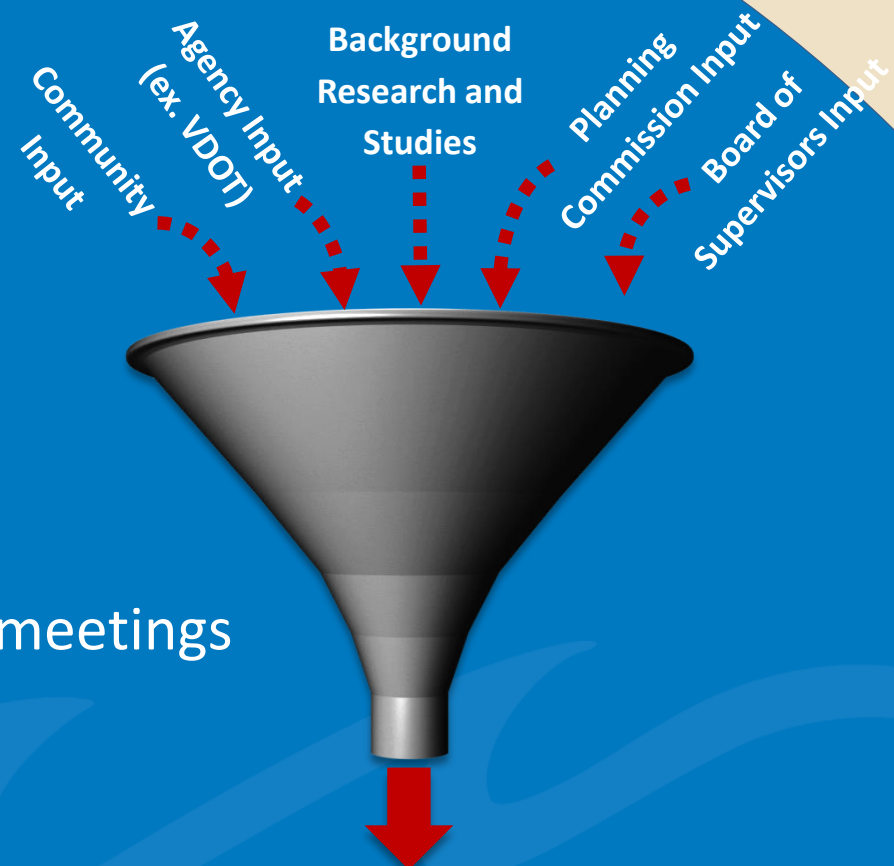 Community
Input
Agency Input
(ex. VDOT)
Background
Research and
Studies
Planning
Commission Input
Board of
Supervisors Input
meetings